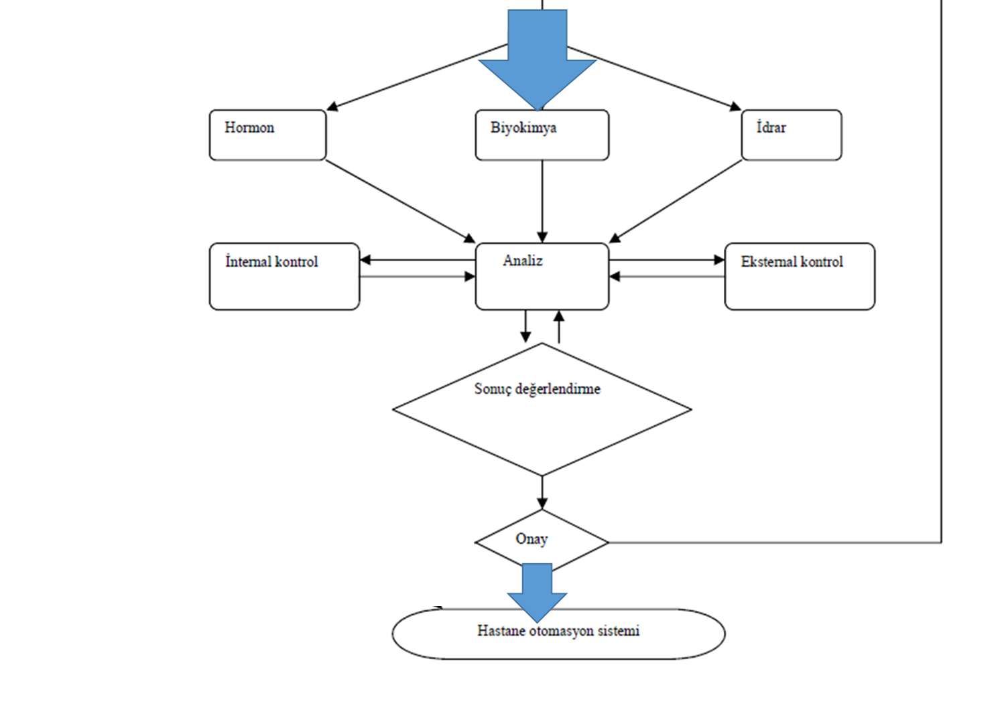 Hormon
Biyokimya
İdrar
İnternal kontrol
Analiz
Eksternal kontrol
Sonuç değerlendirme
Onay
Hastane otomasyon sistemi